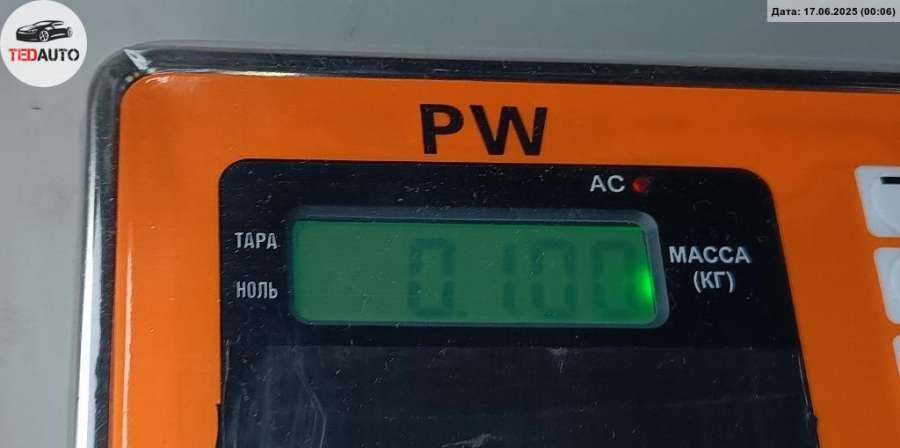 Дата: 17.06.2025 (00:06)
TEDAUTO
PW
AC
ТАРА
НОЛЬ
0.100
МАССА
(КГ)